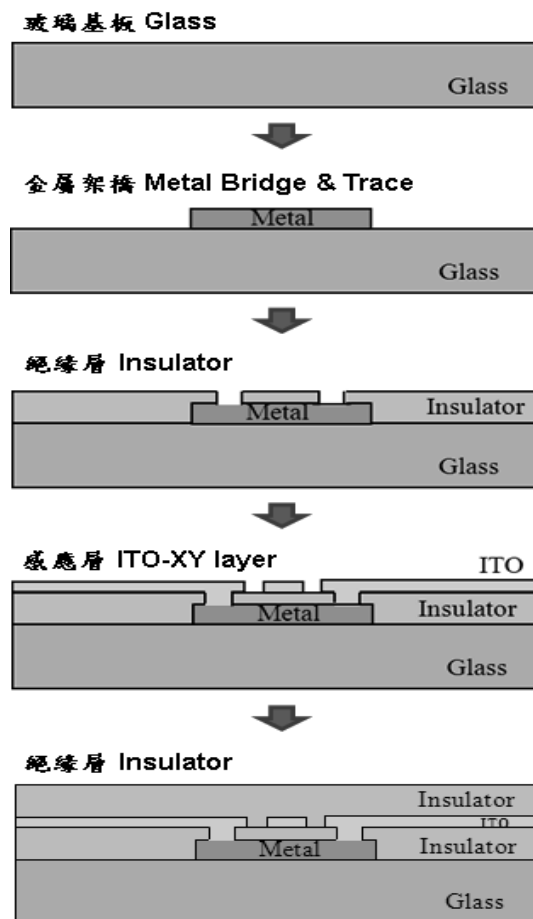 玻璃基板 Glass
Glass
金屬架橋 Metal Bridge & Trace
Metal
Glass
絕緣層 Insulator
Metal
Insulator
Glass
感應層 ITO-XY layer
ITO
Metal
Insulator
Glass
絕緣層 Insulator
Insulator
ITO
Metal
Insulator
Glass